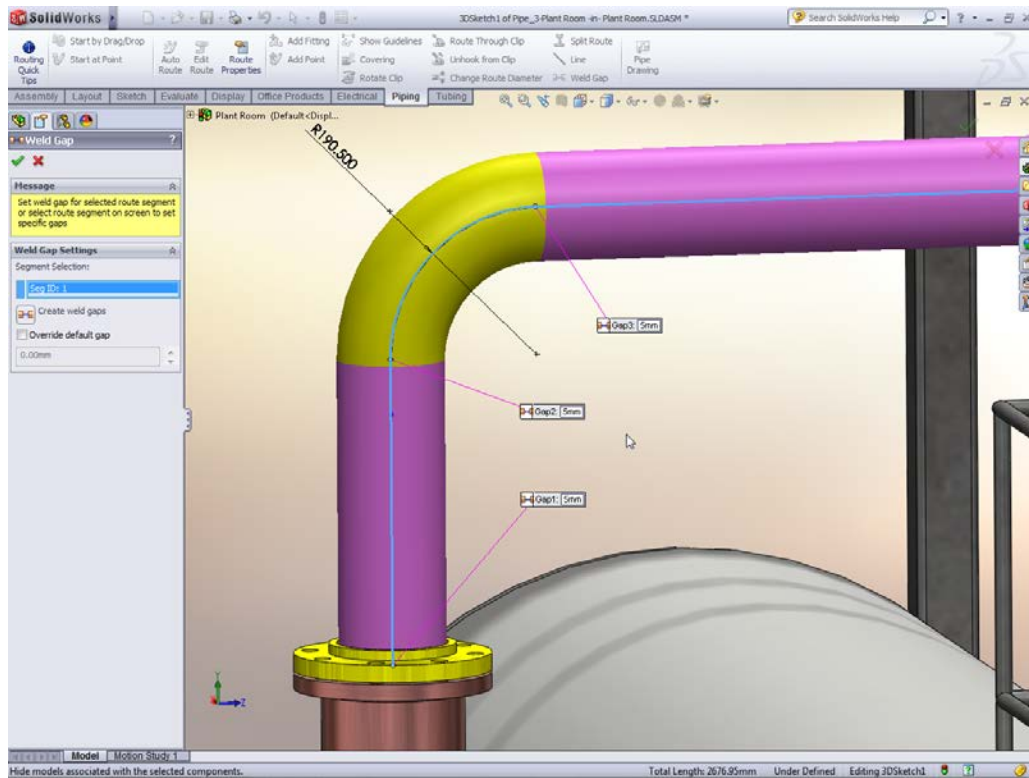 SolidWorks
3DSketch1 of Pipe_3-Plant Room -in- Plant Room.SLDASM *
Search SolidWorks Help
Routing Quick Tips
Start by Drag/Drop
Start at Point
Auto Route
Edit Route
Route Properties
Add Fitting
Add Point
Show Guidelines
Covering
Rotate Clip
Route Through Clip
Unhook from Clip
Change Route Diameter
Split Route
Line
Weld Gap
Pipe Drawing
Assembly Layout Sketch Evaluate Display Office Products Electrical Piping Tubing
Plant Room (Default<Displ...
Weld Gap ?
Message
Set weld gap for selected route segment
or select route segment on screen to set
specific gaps
Weld Gap Settings
Segment Selection:
Seg ID: 1
Create weld gaps
Override default gap
0.00mm
R190.500
Gap3: 5mm
Gap2: 5mm
Gap1: 5mm
Y
Z
Model Motion Study 1
Hide models associated with the selected components.
Total Length: 2676.95mm Under Defined Editing 3DSketch1